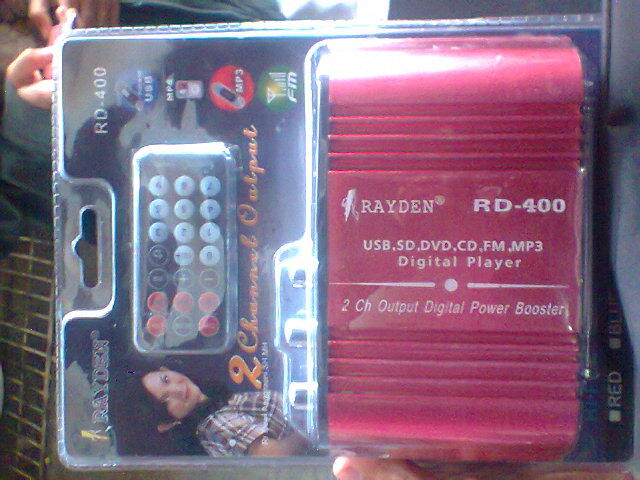 RD-400
USB
MP4
MP3
Fm
2 Channel Output
RAYDEN®
RAYDEN® RD-400
USB,SD,DVD,CD,FM,MP3
Digital Player
2 Ch Output Digital Power Booster
RED